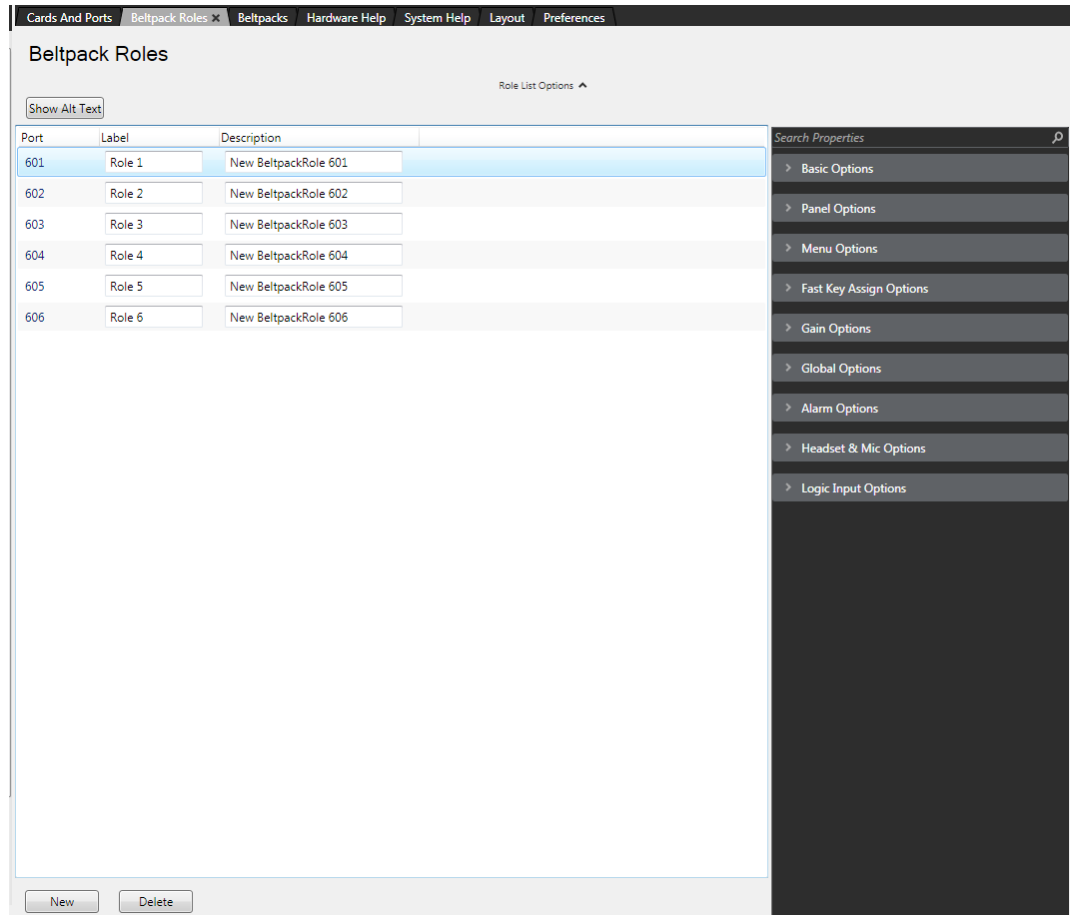 Cards And Ports Beltpack Roles × Beltpacks Hardware Help System Help Layout Preferences
Beltpack Roles
Role List Options
Show Alt Text
Port Label Description
601 Role 1 New BeltpackRole 601
602 Role 2 New BeltpackRole 602
603 Role 3 New BeltpackRole 603
604 Role 4 New BeltpackRole 604
605 Role 5 New BeltpackRole 605
606 Role 6 New BeltpackRole 606
Search Properties
Basic Options
Panel Options
Menu Options
Fast Key Assign Options
Gain Options
Global Options
Alarm Options
Headset & Mic Options
Logic Input Options
New Delete